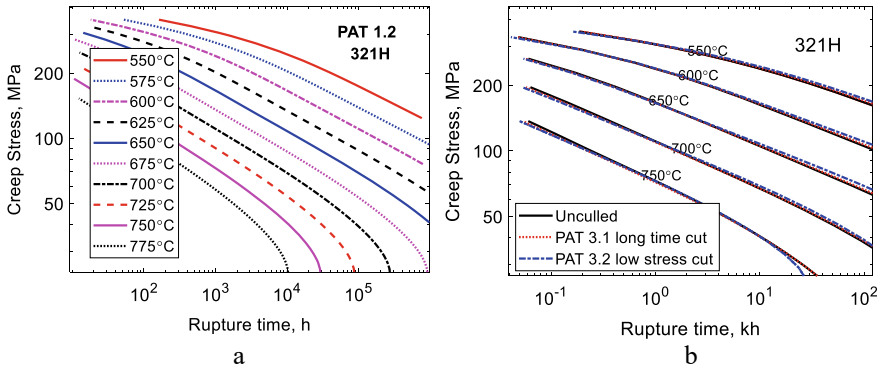 PAT 1.2
321H
550°C
575°C
600°C
625°C
650°C
675°C
700°C
725°C
750°C
775°C
200
100
50
10²
10³
10⁴
10⁵
Creep Stress, MPa
Rupture time, h
a
321H
550°C
600°C
650°C
700°C
750°C
Unculled
PAT 3.1 long time cut
PAT 3.2 low stress cut
200
100
50
10⁻¹
10⁰
10¹
10²
Creep Stress, MPa
Rupture time, kh
b